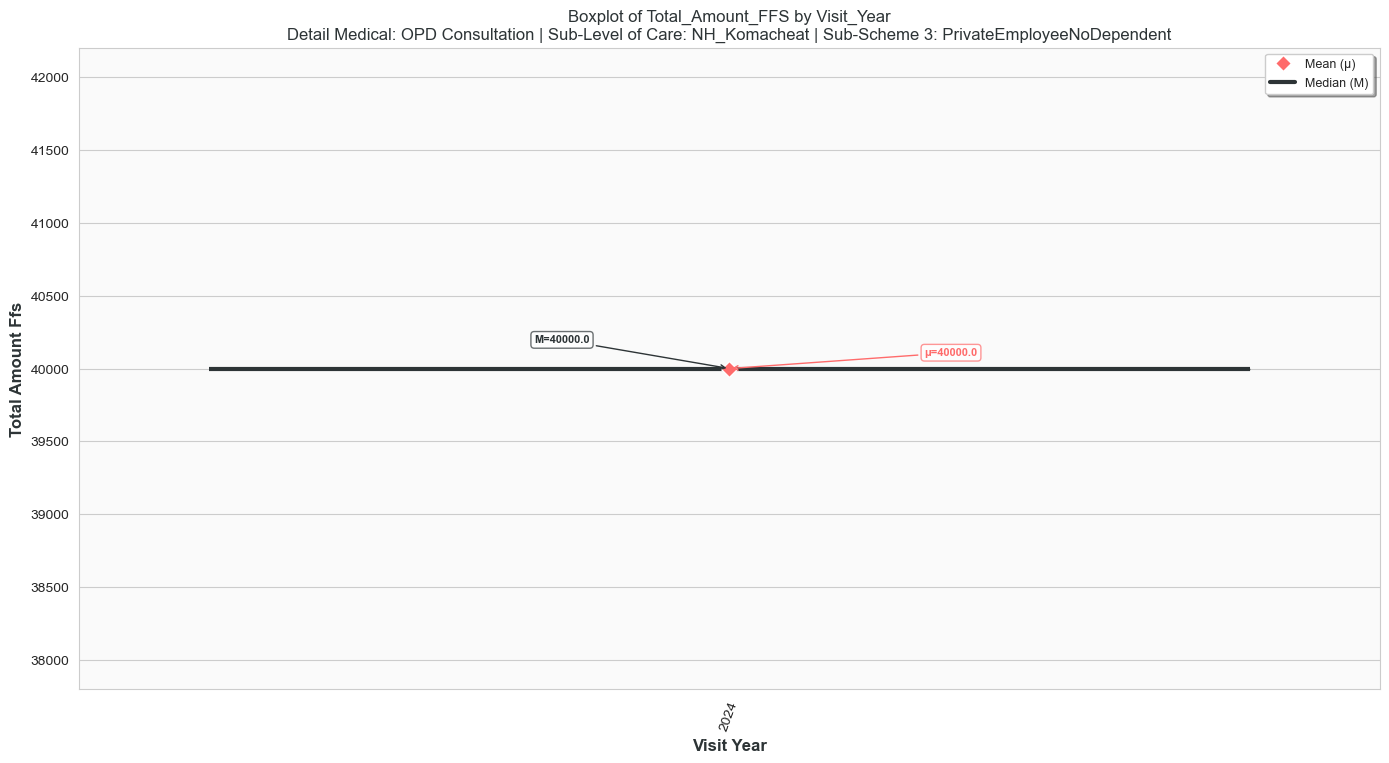 Boxplot of Total_Amount_FFS by Visit_Year
Detail Medical: OPD Consultation | Sub-Level of Care: NH_Komacheat | Sub-Scheme 3: PrivateEmployeeNoDependent
Mean (μ)
Median (M)
Total Amount Ffs
42000
41500
41000
40500
40000
39500
39000
38500
38000
M=40000.0
μ=40000.0
2024
Visit Year